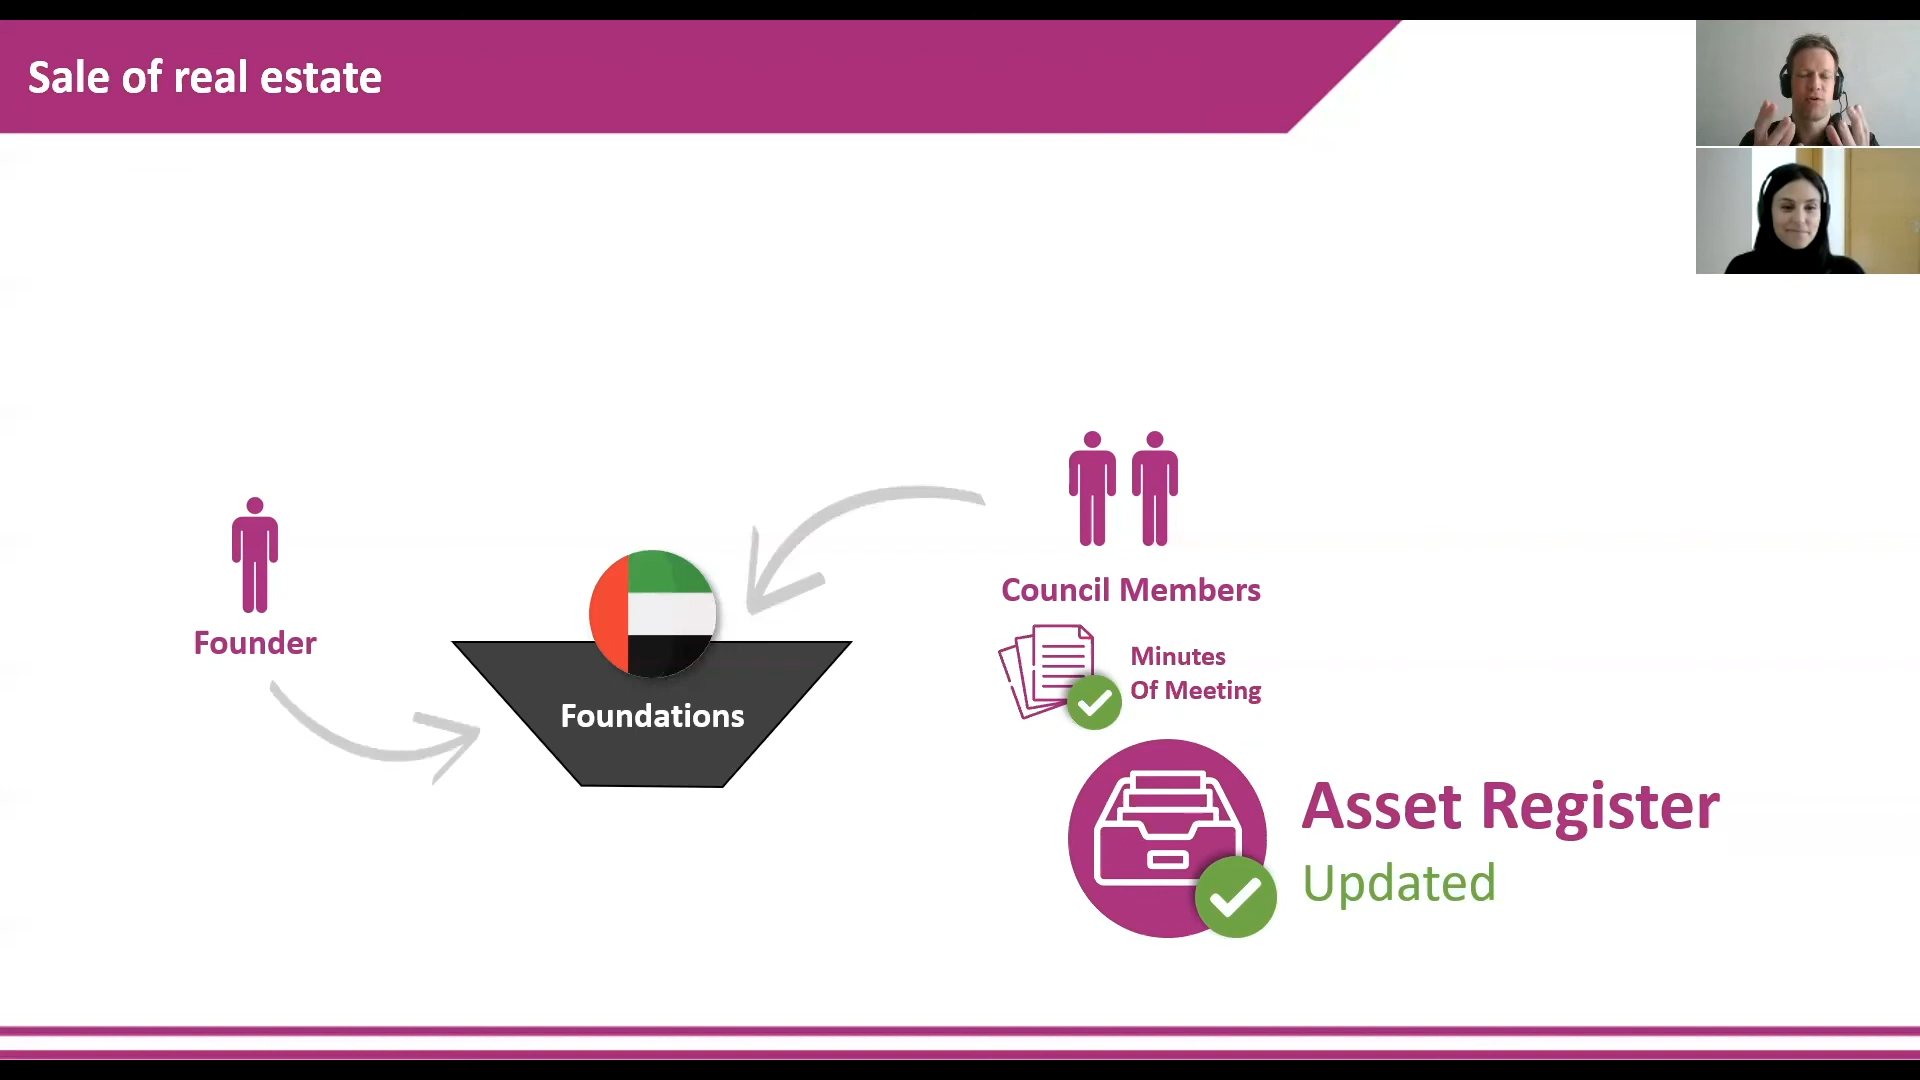 Sale of real estate
Founder
Foundations
Council Members
Minutes
Of Meeting
Asset Register
Updated